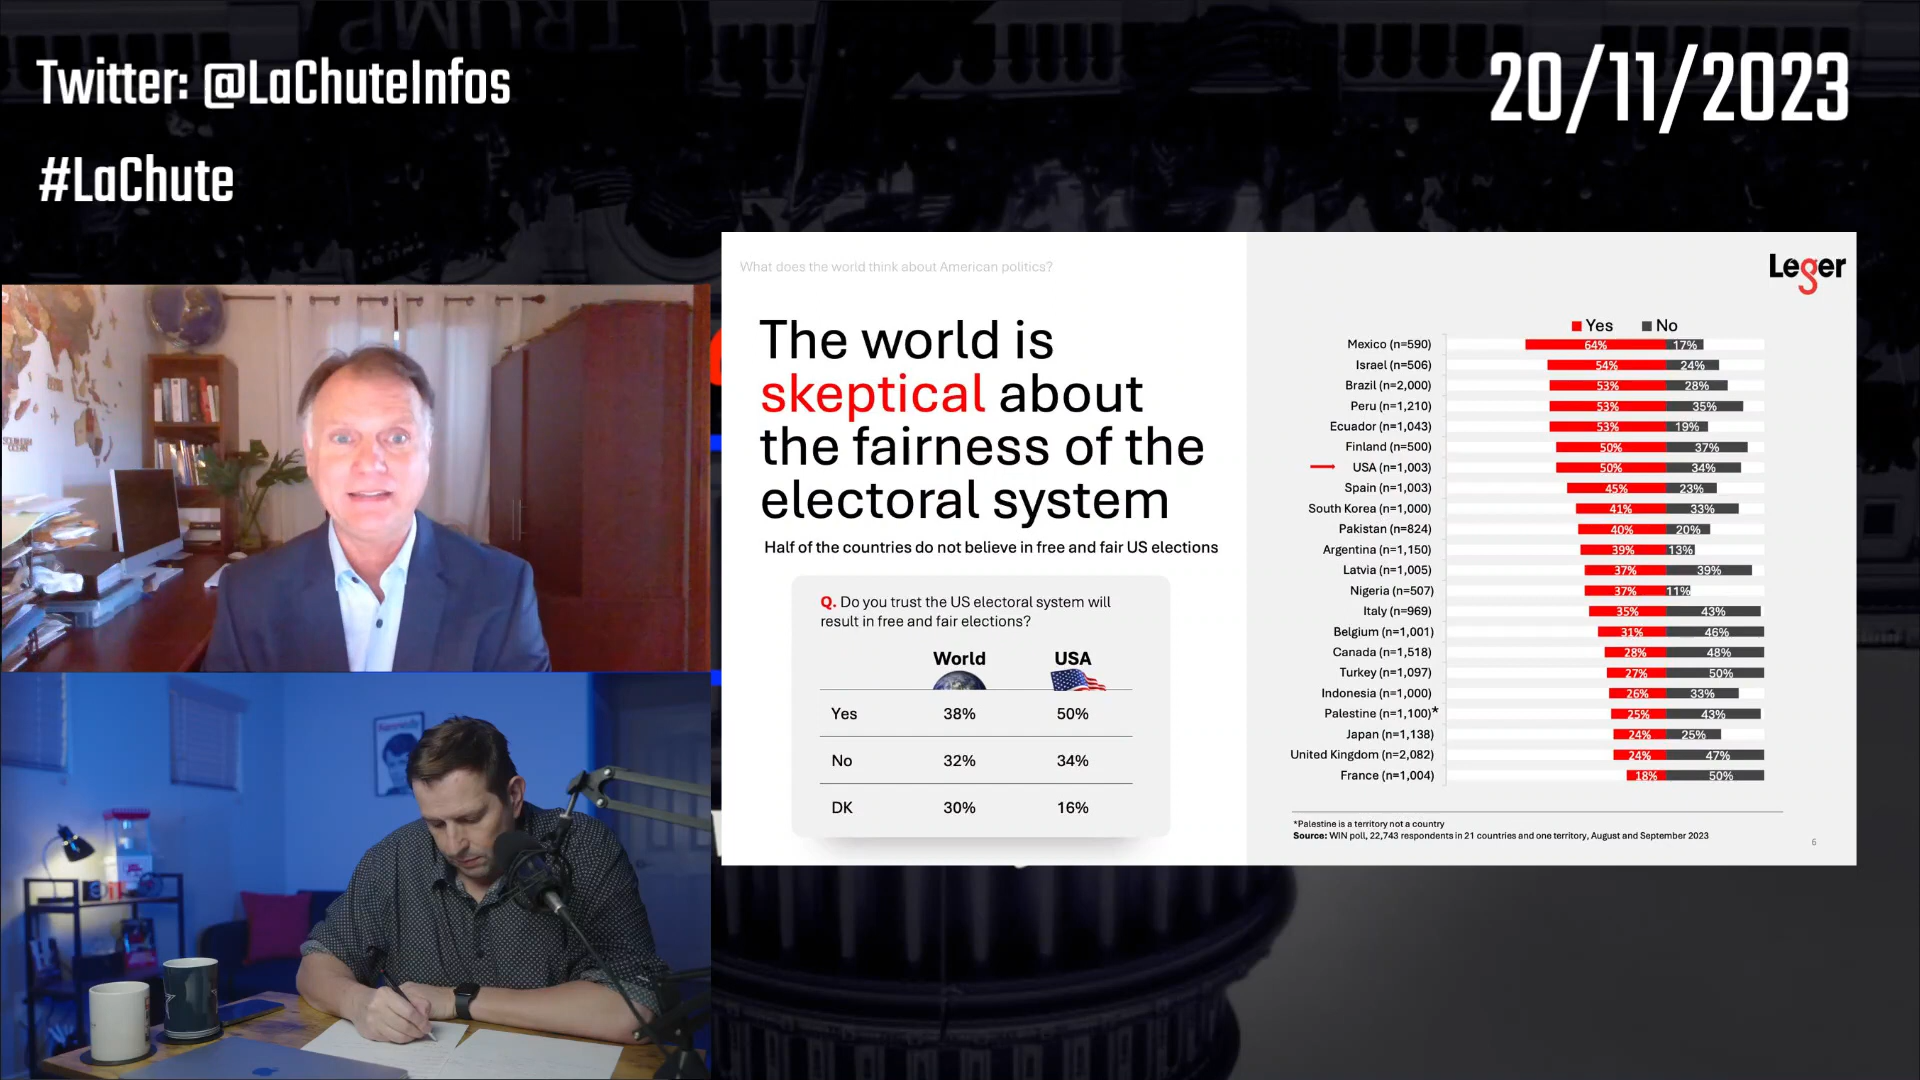 TRUMP
Twitter: @LaChuteInfos
#LaChute
20/11/2023
What does the world think about American politics?
The world is
skeptical about
the fairness of the
electoral system
Half of the countries do not believe in free and fair US elections
Q. Do you trust the US electoral system will
result in free and fair elections?
World USA
Yes 38% 50%
No 32% 34%
DK 30% 16%
Leger
Yes No
Mexico (n=590) 64% 17%
Israel (n=506) 54% 24%
Brazil (n=2,000) 53% 28%
Peru (n=1,210) 53% 35%
Ecuador (n=1,043) 53% 19%
Finland (n=500) 50% 37%
USA (n=1,003) 50% 34%
Spain (n=1,003) 45% 23%
South Korea (n=1,000) 41% 33%
Pakistan (n=824) 40% 20%
Argentina (n=1,150) 39% 13%
Latvia (n=1,005) 37% 39%
Nigeria (n=507) 37% 11%
Italy (n=969) 35% 43%
Belgium (n=1,001) 31% 46%
Canada (n=1,518) 28% 48%
Turkey (n=1,097) 27% 50%
Indonesia (n=1,000) 26% 33%
Palestine (n=1,100)* 25% 43%
Japan (n=1,138) 24% 25%
United Kingdom (n=2,082) 24% 47%
France (n=1,004) 18% 50%
*Palestine is a territory not a country
Source: WIN poll, 22,743 respondents in 21 countries and one territory, August and September 2023
6